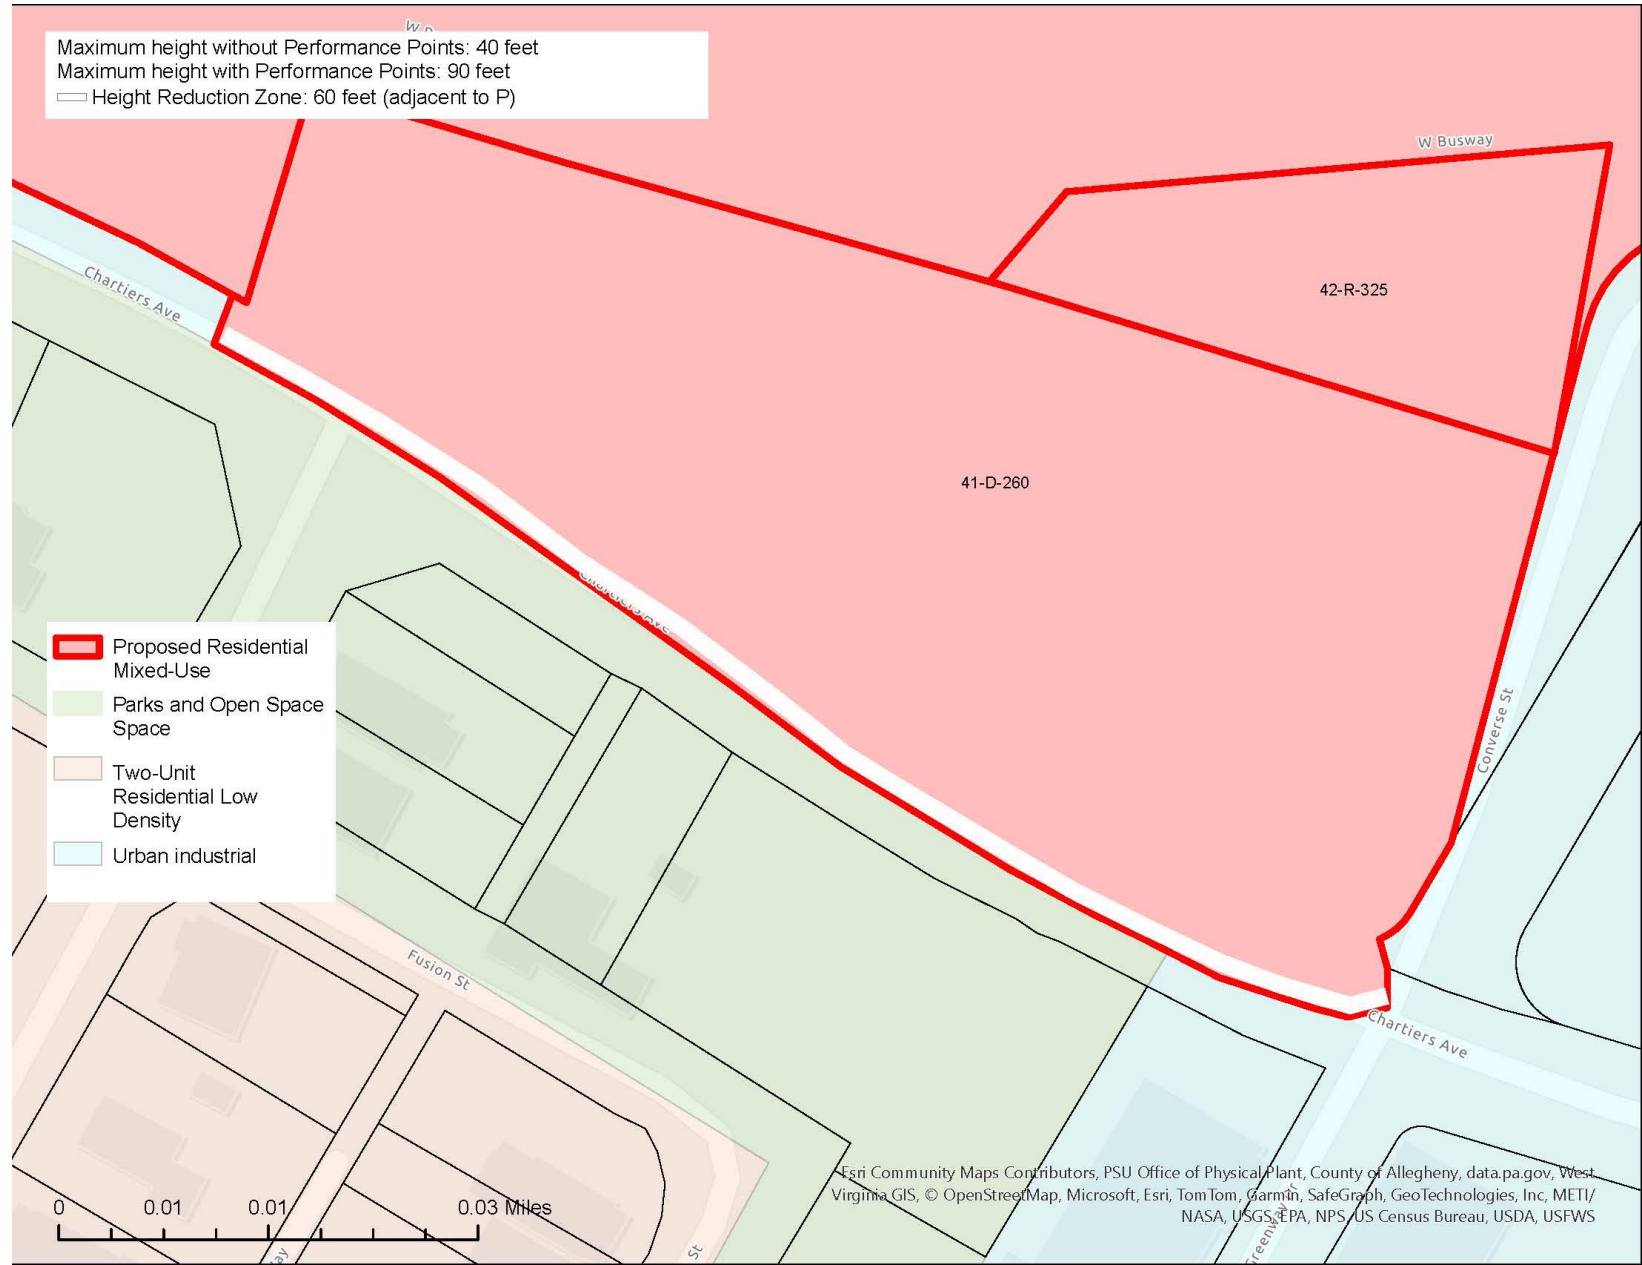 Maximum height without Performance Points: 40 feet
Maximum height with Performance Points: 90 feet
Height Reduction Zone: 60 feet (adjacent to P)
W Busway
42-R-325
Chartiers Ave
41-D-260
Chartiers Ave
Proposed Residential
Mixed-Use
Parks and Open Space
Space
Two-Unit
Residential Low
Density
Urban industrial
Converse St
Fusion St
Chartiers Ave
Esri Community Maps Contributors, PSU Office of Physical Plant, County of Allegheny, data.pa.gov, West
Virginia GIS, © OpenStreetMap, Microsoft, Esri, TomTom, Garmin, SafeGraph, GeoTechnologies, Inc, METI/
NASA, USGS, EPA, NPS, US Census Bureau, USDA, USFWS
0 0.01 0.01 0.03 Miles
St